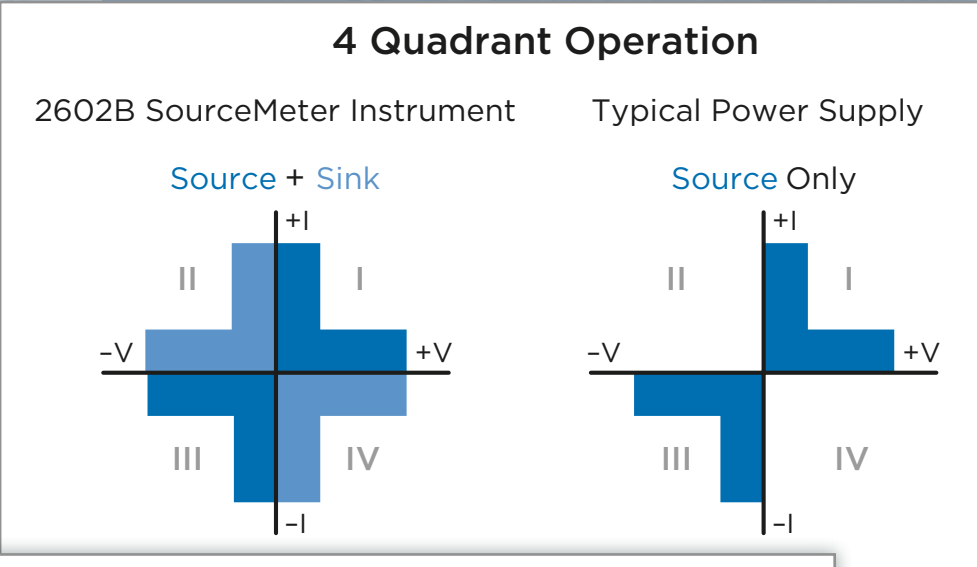 4 Quadrant Operation
2602B SourceMeter Instrument
Typical Power Supply
Source + Sink
Source Only
+I
II
I
–V
+V
III
IV
–I
+I
II
I
–V
+V
III
IV
–I